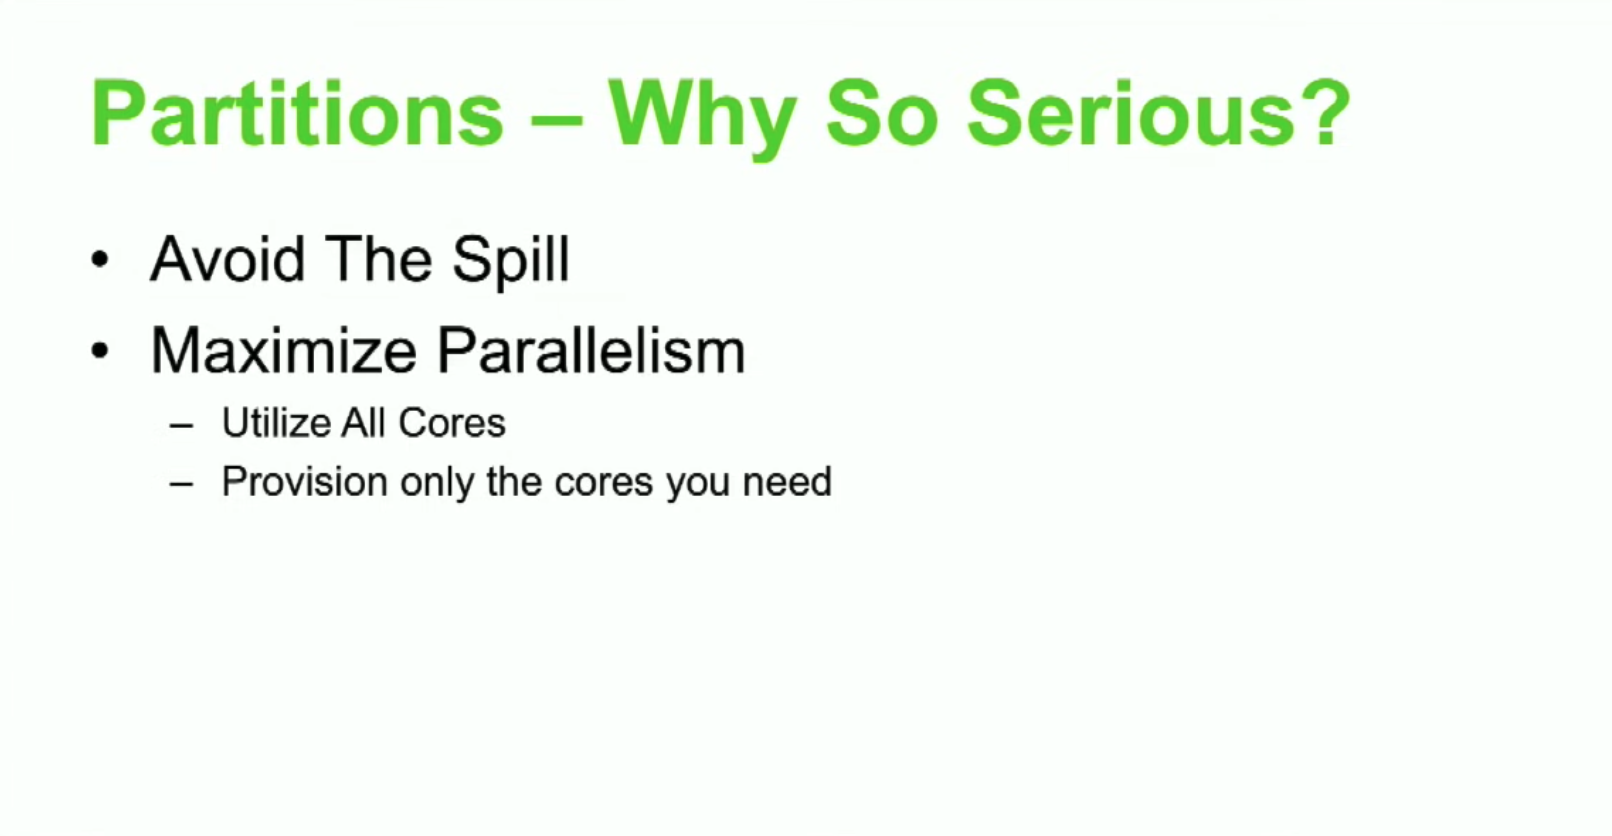 Partitions – Why So Serious?
• Avoid The Spill
• Maximize Parallelism
– Utilize All Cores
– Provision only the cores you need